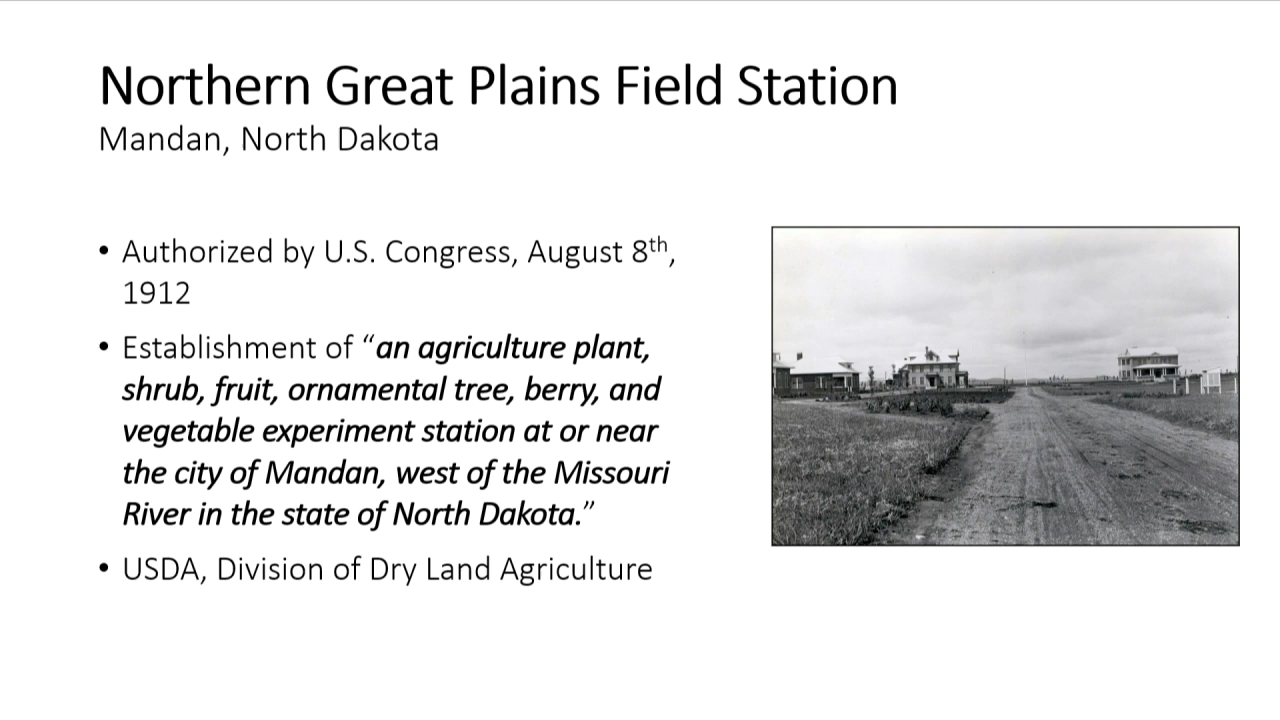 Northern Great Plains Field Station
Mandan, North Dakota
• Authorized by U.S. Congress, August 8th,
1912
• Establishment of “an agriculture plant,
shrub, fruit, ornamental tree, berry, and
vegetable experiment station at or near
the city of Mandan, west of the Missouri
River in the state of North Dakota.”
• USDA, Division of Dry Land Agriculture